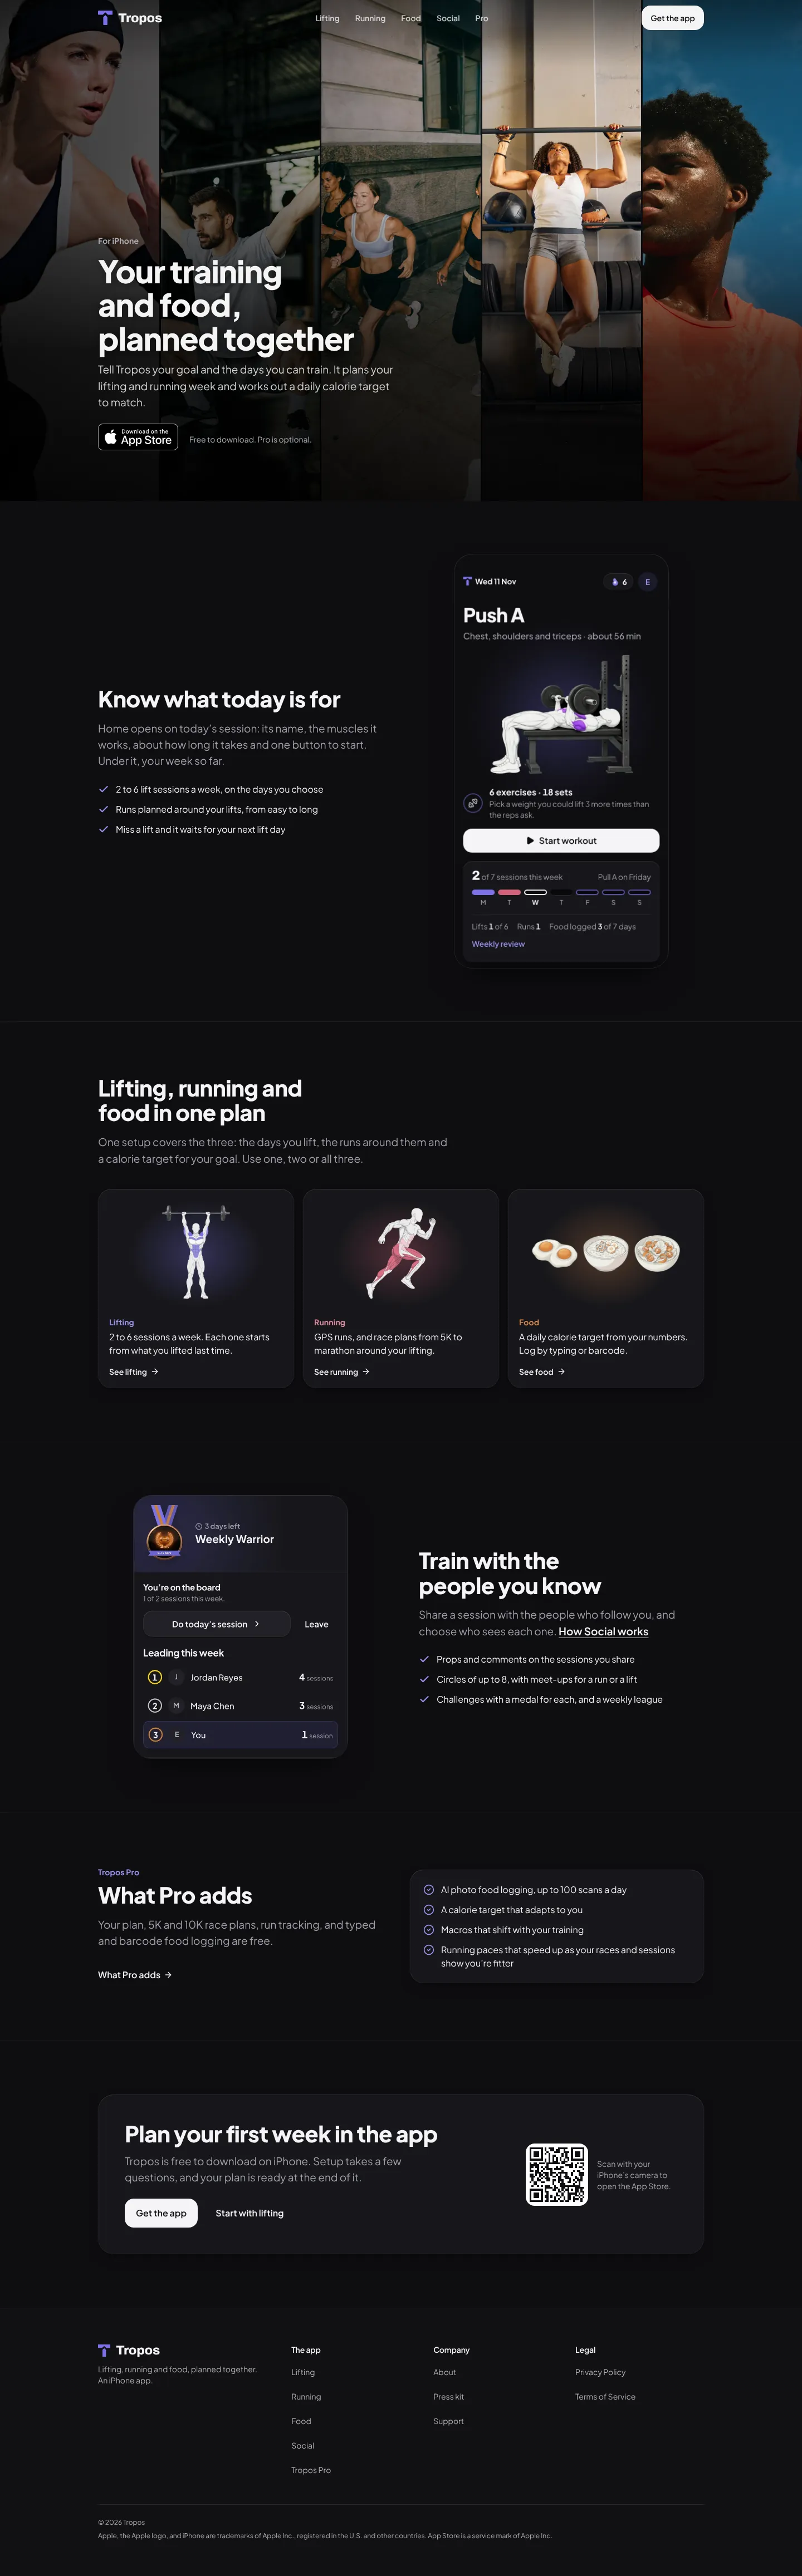 Tropos
Lifting
Running
Food
Social
Pro
Get the app
For iPhone
Your training
and food,
planned together
Tell Tropos your goal and the days you can train. It plans your
lifting and running week and works out a daily calorie target
to match.
Download on the
App Store
Free to download. Pro is optional.
Know what today is for
Home opens on today's session: its name, the muscles it
works, about how long it takes and one button to start.
Under it, your week so far.
2 to 6 lift sessions a week, on the days you choose
Runs planned around your lifts, from easy to long
Miss a lift and it waits for your next lift day
Wed 11 Nov
6
E
Push A
Chest, shoulders and triceps · about 56 min
6 exercises · 18 sets
Pick a weight you could lift 3 more times than
the reps ask.
Start workout
2 of 7 sessions this week
Pull A on Friday
M T W T F S S
Lifts 1 of 6 Runs 1 Food logged 3 of 7 days
Weekly review
Lifting, running and
food in one plan
One setup covers the three: the days you lift, the runs around them and
a calorie target for your goal. Use one, two or all three.
Lifting
2 to 6 sessions a week. Each one starts
from what you lifted last time.
See lifting
Running
GPS runs, and race plans from 5K to
marathon around your lifting.
See running
Food
A daily calorie target from your numbers.
Log by typing or barcode.
See food
3 days left
Weekly Warrior
You're on the board
1 of 2 sessions this week.
Do today's session
Leave
Leading this week
1 J Jordan Reyes 4 sessions
2 M Maya Chen 3 sessions
3 E You 1 session
Train with the
people you know
Share a session with the people who follow you, and
choose who sees each one. How Social works
Props and comments on the sessions you share
Circles of up to 8, with meet-ups for a run or a lift
Challenges with a medal for each, and a weekly league
Tropos Pro
What Pro adds
Your plan, 5K and 10K race plans, run tracking, and typed
and barcode food logging are free.
What Pro adds
AI photo food logging, up to 100 scans a day
A calorie target that adapts to you
Macros that shift with your training
Running paces that speed up as your races and sessions
show you're fitter
Plan your first week in the app
Tropos is free to download on iPhone. Setup takes a few
questions, and your plan is ready at the end of it.
Get the app
Start with lifting
Scan with your
iPhone's camera to
open the App Store.
Tropos
Lifting, running and food, planned together.
An iPhone app.
The app
Lifting
Running
Food
Social
Tropos Pro
Company
About
Press kit
Support
Legal
Privacy Policy
Terms of Service
© 2026 Tropos
Apple, the Apple logo, and iPhone are trademarks of Apple Inc., registered in the U.S. and other countries. App Store is a service mark of Apple Inc.